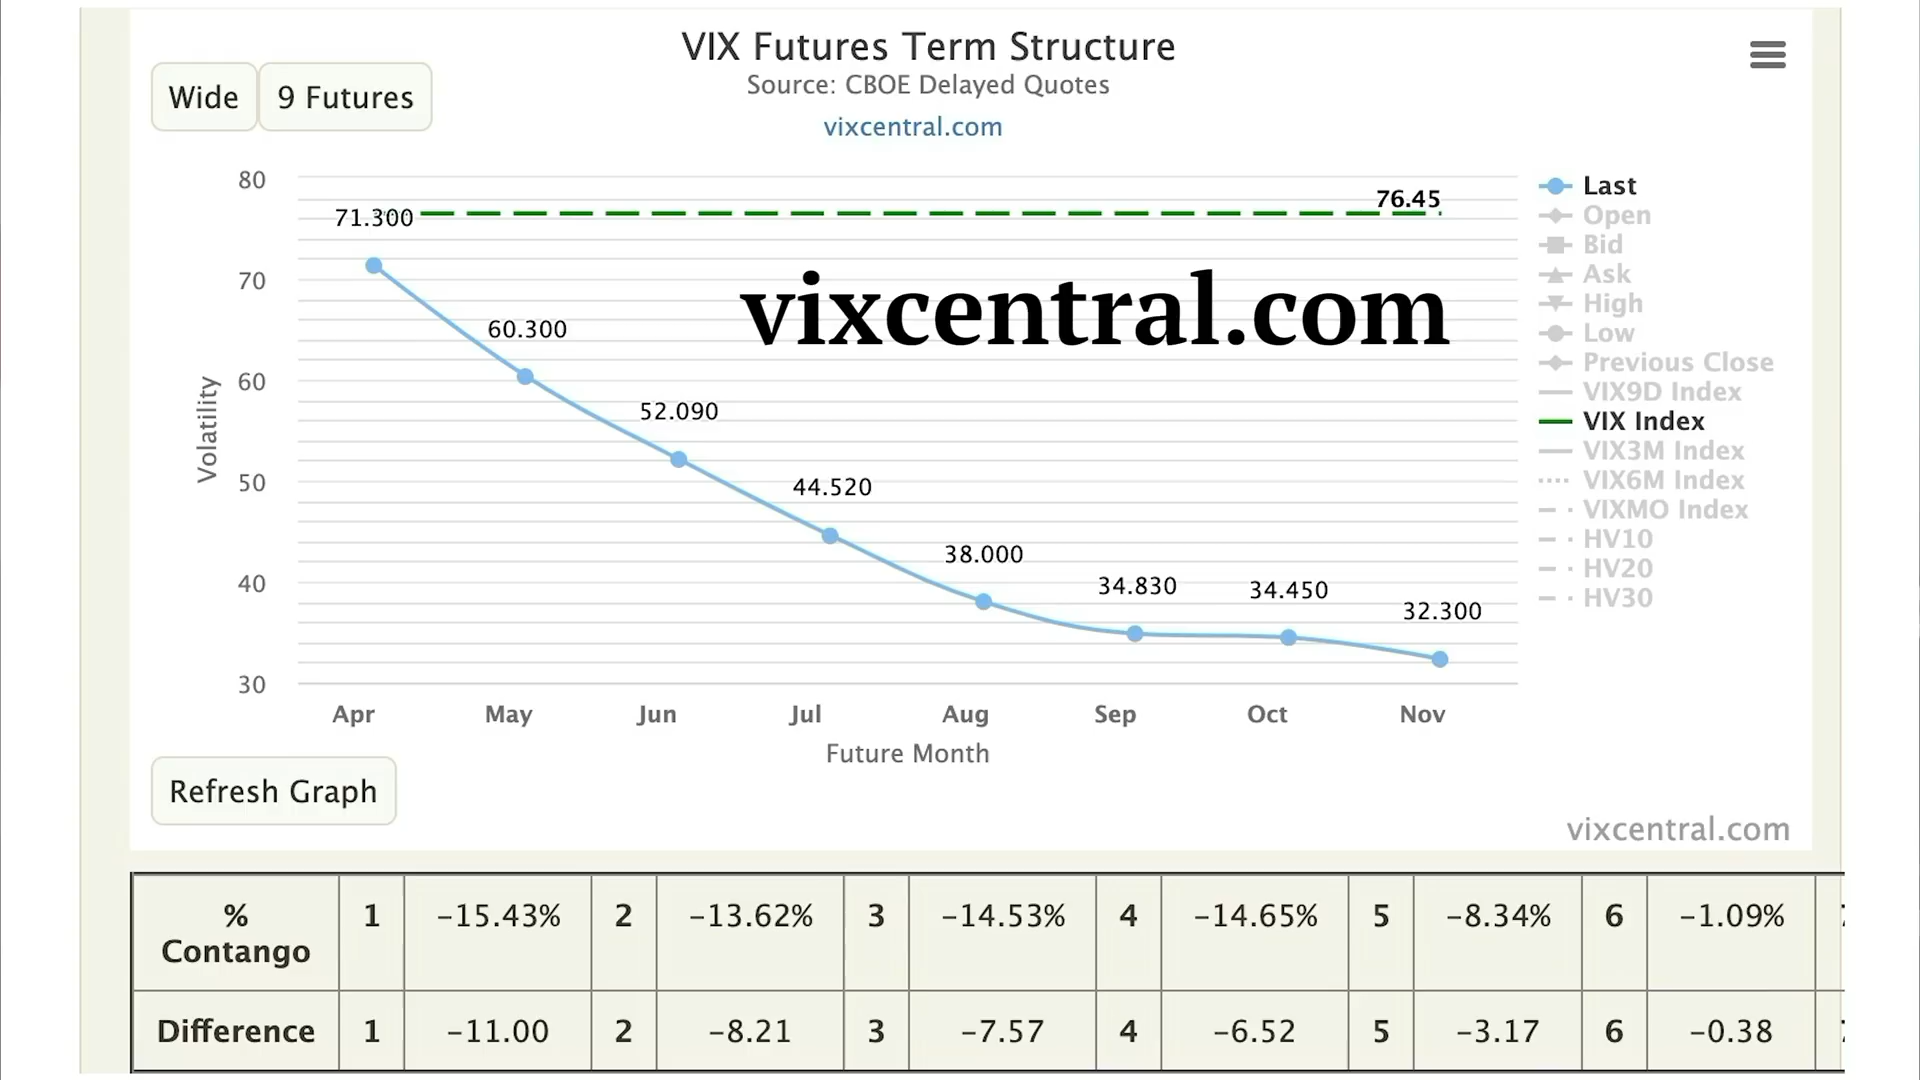 VIX Futures Term Structure
Source: CBOE Delayed Quotes
vixcentral.com
Wide
9 Futures
80
70
60
50
40
30
Volatility
71.300
60.300
52.090
44.520
38.000
34.830
34.450
32.300
76.45
vixcentral.com
Last
Open
Bid
Ask
High
Low
Previous Close
VIX9D Index
VIX Index
VIX3M Index
VIX6M Index
VIXMO Index
HV10
HV20
HV30
Apr May Jun Jul Aug Sep Oct Nov
Future Month
Refresh Graph
vixcentral.com
% Contango 1 -15.43% 2 -13.62% 3 -14.53% 4 -14.65% 5 -8.34% 6 -1.09%
Difference 1 -11.00 2 -8.21 3 -7.57 4 -6.52 5 -3.17 6 -0.38